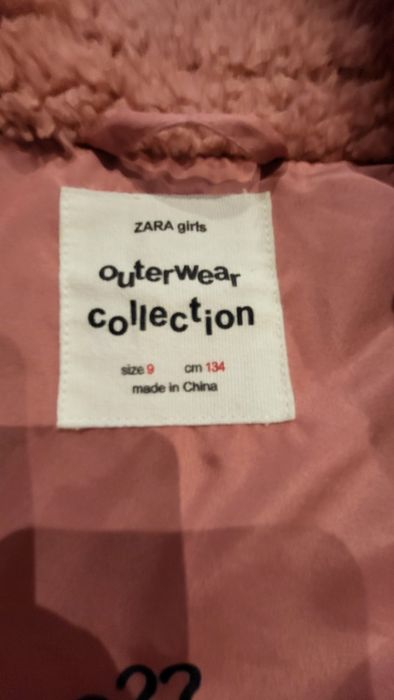 ZARA girls
outerwear
collection
size 9 cm 134
made in China